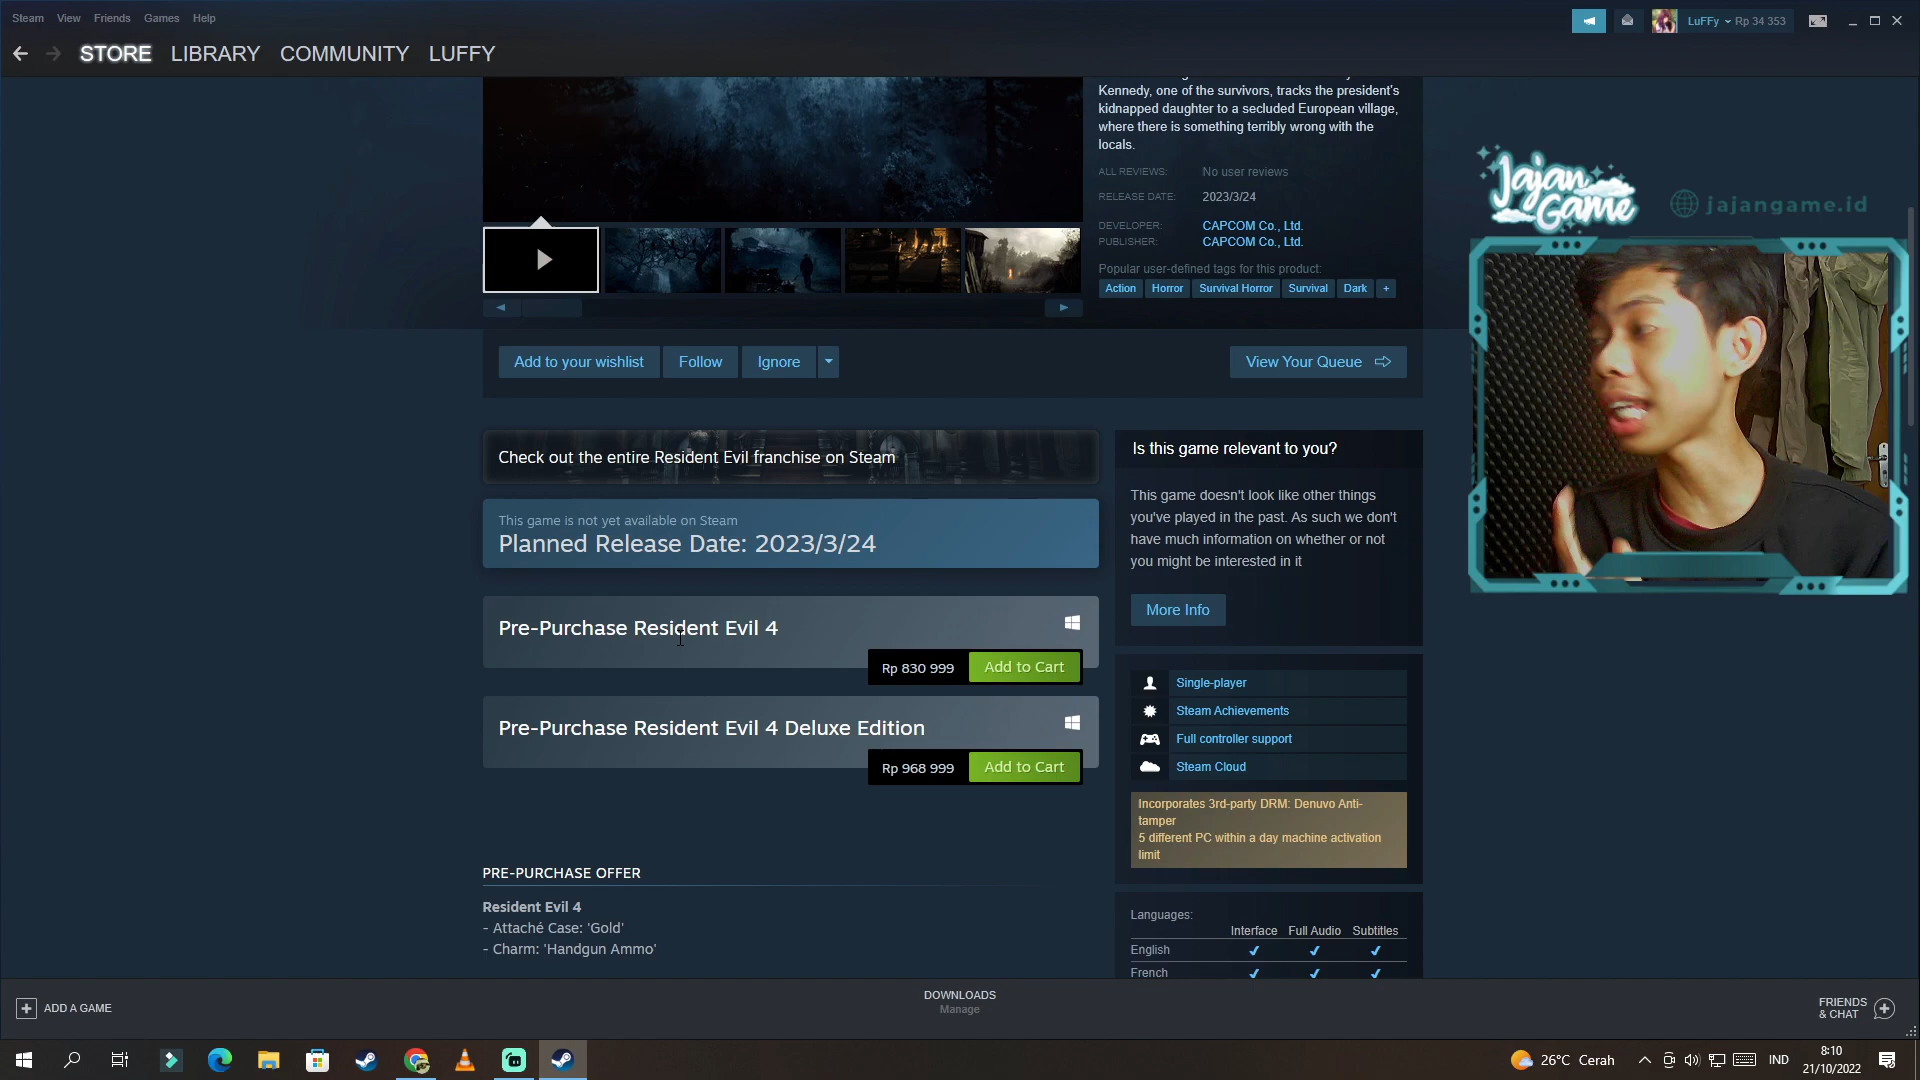 Steam View Friends Games Help
LuFFy Rp 34 353
STORE LIBRARY COMMUNITY LUFFY
Kennedy, one of the survivors, tracks the president's
kidnapped daughter to a secluded European village,
where there is something terribly wrong with the
locals.
ALL REVIEWS: No user reviews
RELEASE DATE: 2023/3/24
DEVELOPER: CAPCOM Co., Ltd.
PUBLISHER: CAPCOM Co., Ltd.
Popular user-defined tags for this product:
Action Horror Survival Horror Survival Dark +
Jajan Game
jajangame.id
Add to your wishlist Follow Ignore
View Your Queue
Check out the entire Resident Evil franchise on Steam
This game is not yet available on Steam
Planned Release Date: 2023/3/24
Pre-Purchase Resident Evil 4
Rp 830 999 Add to Cart
Pre-Purchase Resident Evil 4 Deluxe Edition
Rp 968 999 Add to Cart
PRE-PURCHASE OFFER
Resident Evil 4
- Attaché Case: 'Gold'
- Charm: 'Handgun Ammo'
Is this game relevant to you?
This game doesn't look like other things
you've played in the past. As such we don't
have much information on whether or not
you might be interested in it
More Info
Single-player
Steam Achievements
Full controller support
Steam Cloud
Incorporates 3rd-party DRM: Denuvo Anti-
tamper
5 different PC within a day machine activation
limit
Languages:
Interface Full Audio Subtitles
English ✔ ✔ ✔
French ✔ ✔ ✔
ADD A GAME
DOWNLOADS
Manage
FRIENDS
& CHAT
26°C Cerah
IND
8:10
21/10/2022